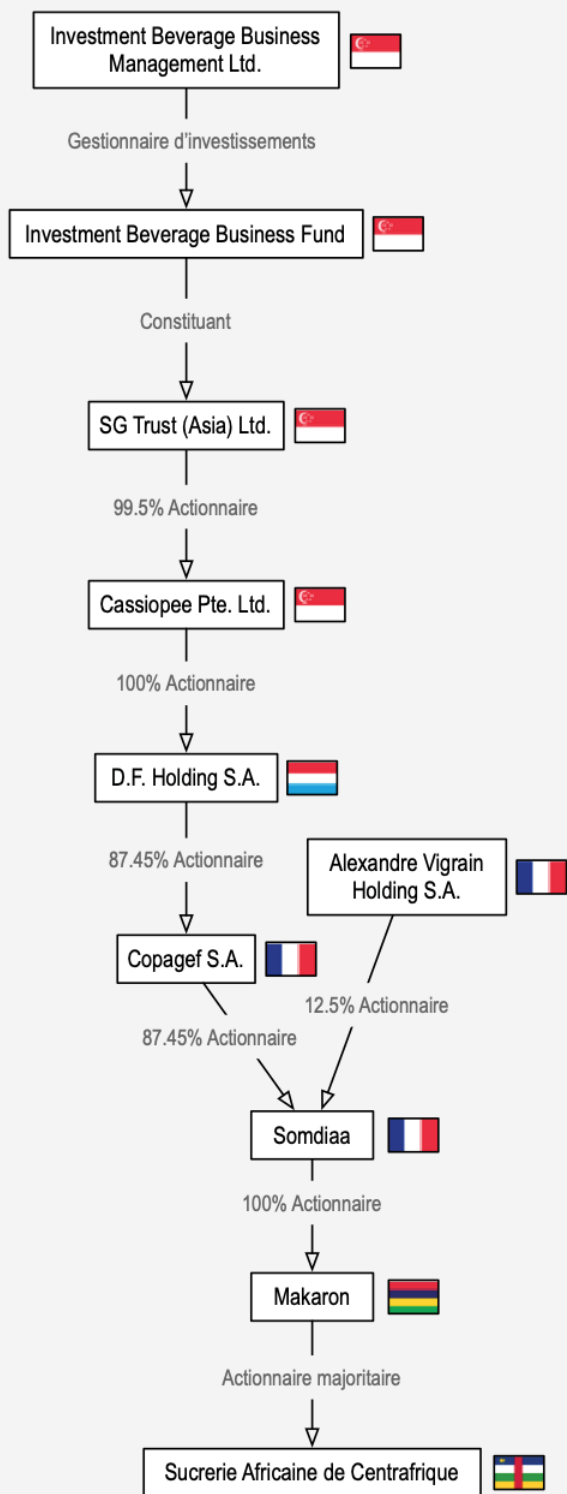 Investment Beverage Business
Management Ltd.
Gestionnaire d'investissements
Investment Beverage Business Fund
Constituant
SG Trust (Asia) Ltd.
99.5% Actionnaire
Cassiopee Pte. Ltd.
100% Actionnaire
D.F. Holding S.A.
87.45% Actionnaire
Alexandre Vigrain
Holding S.A.
Copagef S.A.
12.5% Actionnaire
87.45% Actionnaire
Somdiaa
100% Actionnaire
Makaron
Actionnaire majoritaire
Sucrerie Africaine de Centrafrique